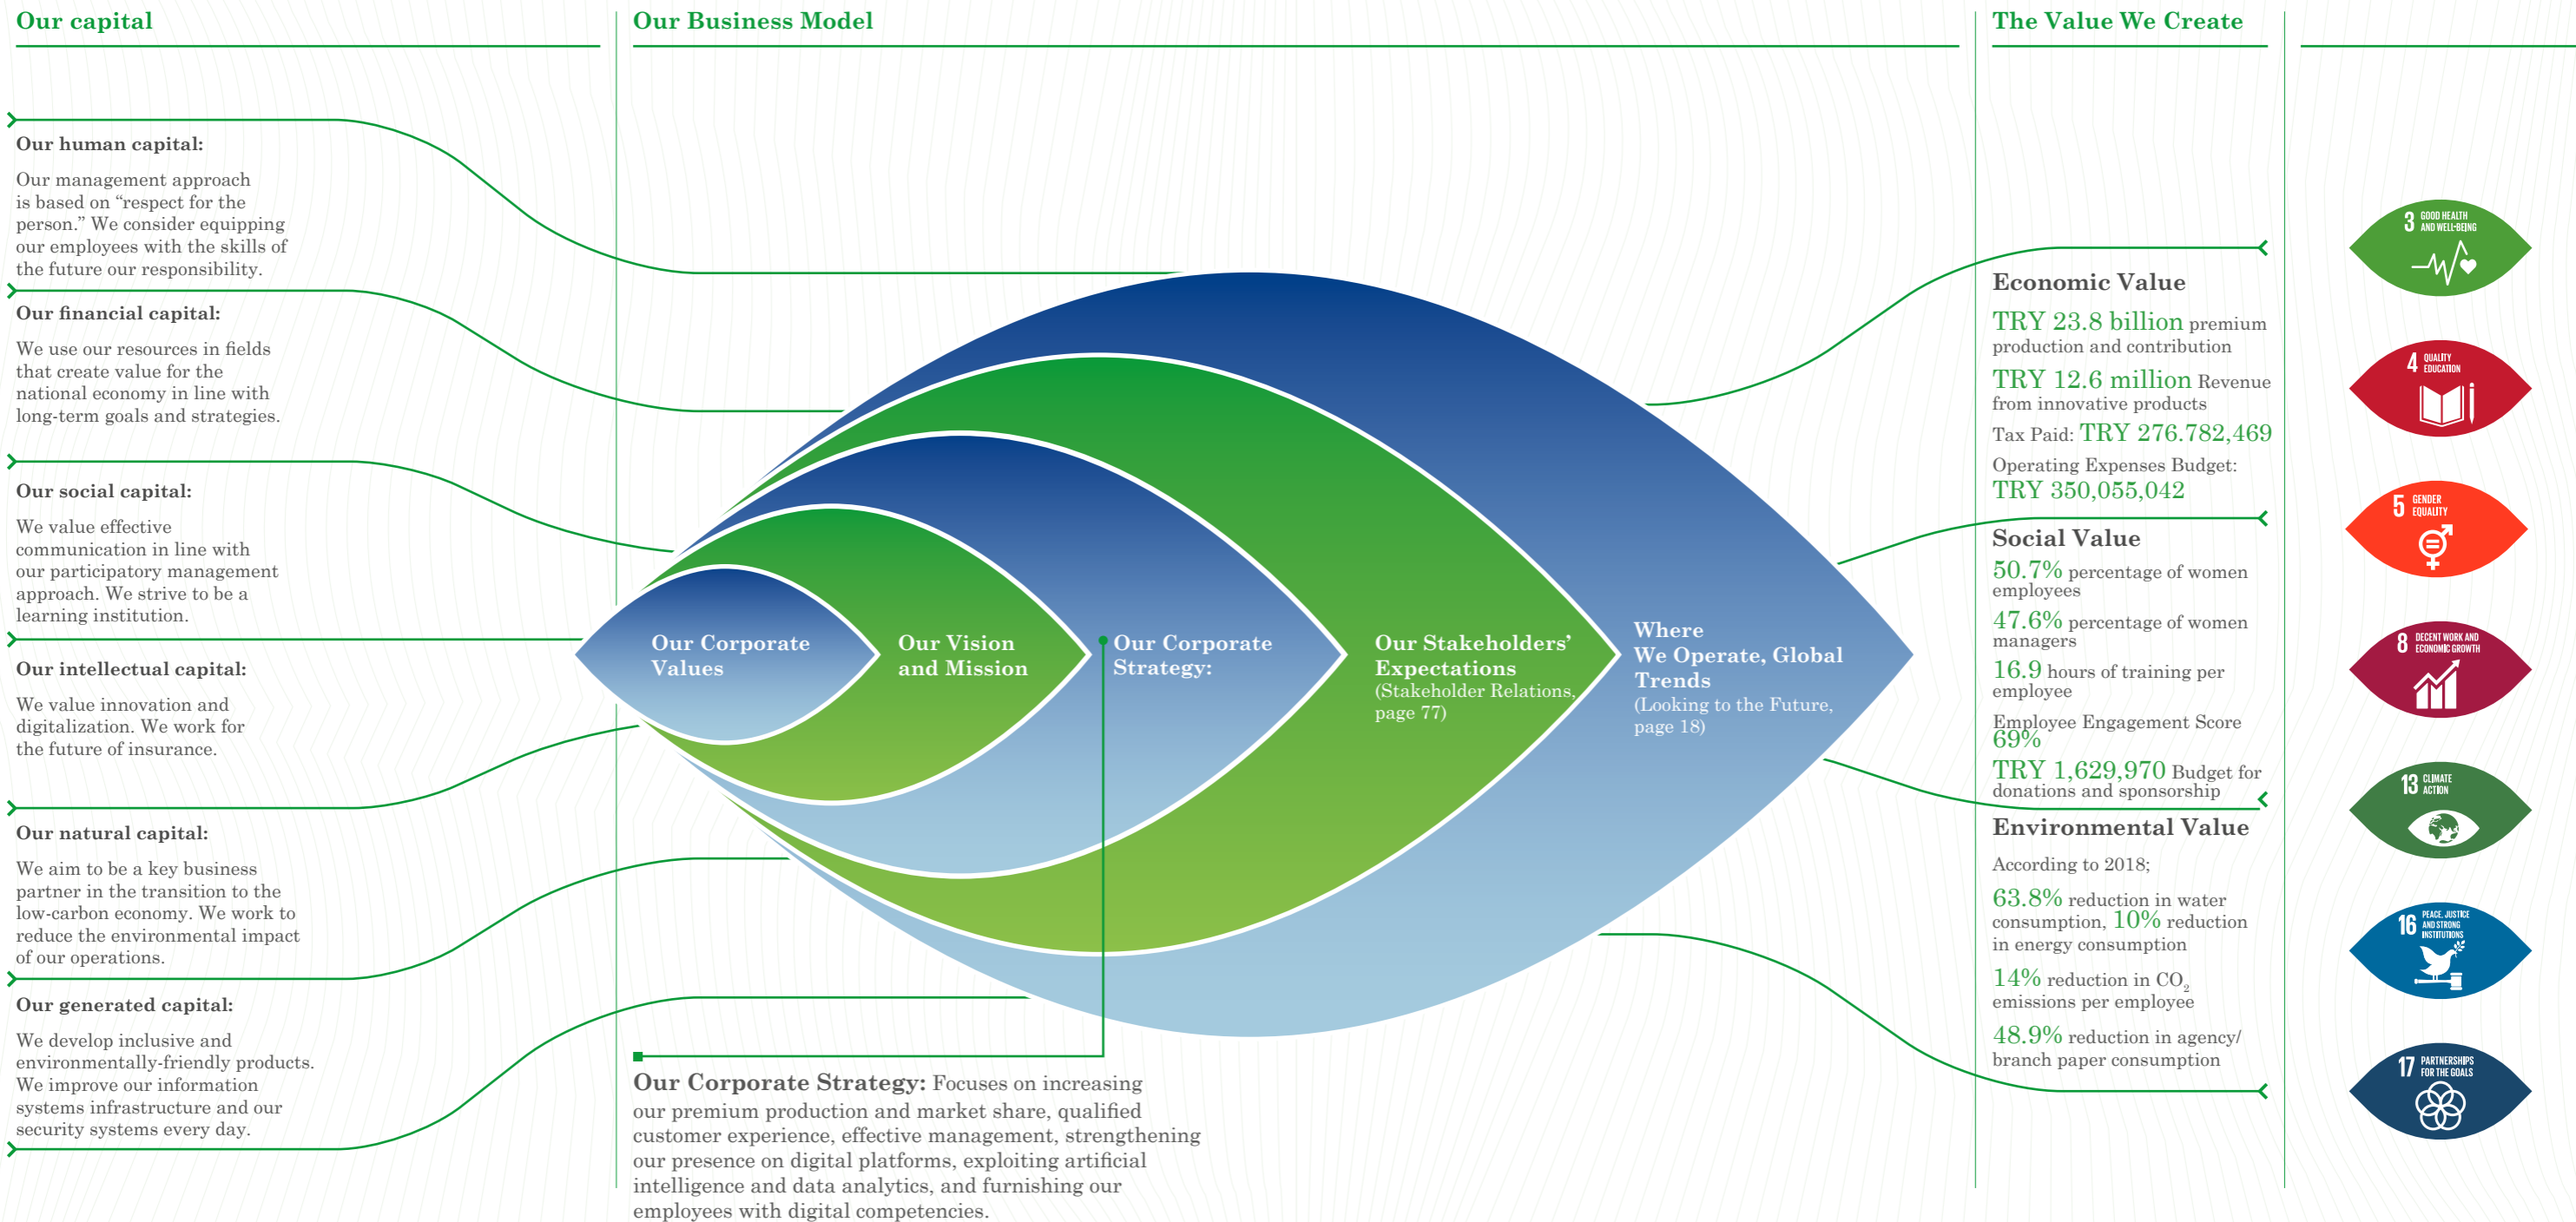 Our capital
Our human capital:
Our management approach
is based on “respect for the
person.” We consider equipping
our employees with the skills of
the future our responsibility.
Our financial capital:
We use our resources in fields
that create value for the
national economy in line with
long-term goals and strategies.
Our social capital:
We value effective
communication in line with
our participatory management
approach. We strive to be a
learning institution.
Our intellectual capital:
We value innovation and
digitalization. We work for
the future of insurance.
Our natural capital:
We aim to be a key business
partner in the transition to the
low-carbon economy. We work to
reduce the environmental impact
of our operations.
Our generated capital:
We develop inclusive and
environmentally-friendly products.
We improve our information
systems infrastructure and our
security systems every day.
Our Business Model
Our Corporate
Values
Our Vision
and Mission
Our Corporate
Strategy:
Our Stakeholders’
Expectations
(Stakeholder Relations,
page 77)
Where
We Operate, Global
Trends
(Looking to the Future,
page 18)
Our Corporate Strategy: Focuses on increasing
our premium production and market share, qualified
customer experience, effective management, strengthening
our presence on digital platforms, exploiting artificial
intelligence and data analytics, and furnishing our
employees with digital competencies.
The Value We Create
Economic Value
TRY 23.8 billion premium
production and contribution
TRY 12.6 million Revenue
from innovative products
Tax Paid: TRY 276.782,469
Operating Expenses Budget:
TRY 350,055,042
Social Value
50.7% percentage of women
employees
47.6% percentage of women
managers
16.9 hours of training per
employee
Employee Engagement Score
69%
TRY 1,629,970 Budget for
donations and sponsorship
Environmental Value
According to 2018;
63.8% reduction in water
consumption, 10% reduction
in energy consumption
14% reduction in CO₂
emissions per employee
48.9% reduction in agency/
branch paper consumption
3 GOOD HEALTH
AND WELL-BEING
4 QUALITY
EDUCATION
5 GENDER
EQUALITY
8 DECENT WORK AND
ECONOMIC GROWTH
13 CLIMATE
ACTION
16 PEACE, JUSTICE
AND STRONG
INSTITUTIONS
17 PARTNERSHIPS
FOR THE GOALS